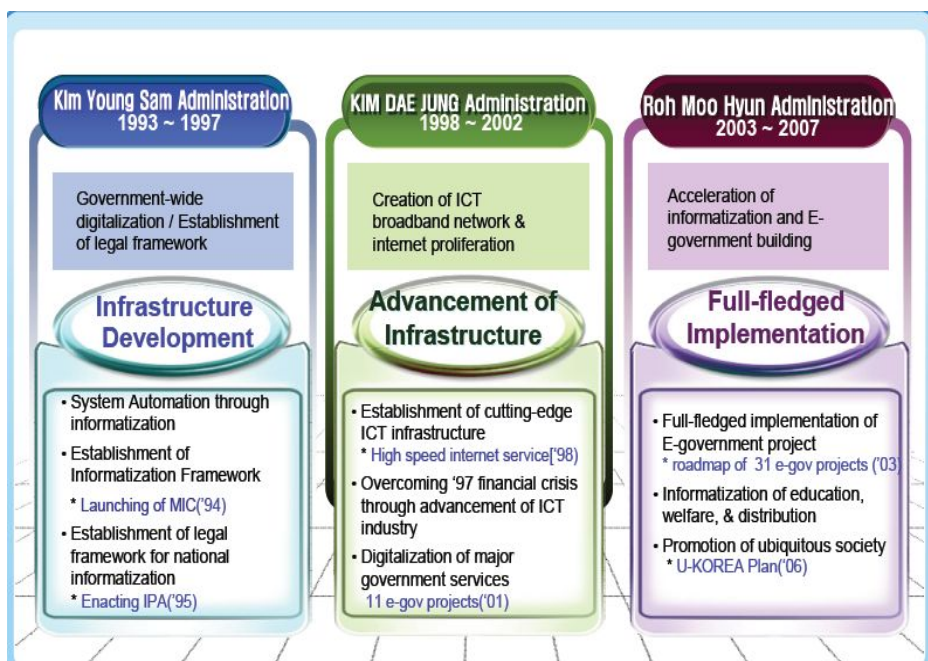 Kim Young Sam Administration
1993 ~ 1997
Government-wide
digitalization / Establishment
of legal framework
Infrastructure
Development
• System Automation through
informatization
• Establishment of
Informatization Framework
* Launching of MIC('94)
• Establishment of legal
framework for national
informatization
* Enacting IPA('95)
KIM DAE JUNG Administration
1998 ~ 2002
Creation of ICT
broadband network &
internet proliferation
Advancement of
Infrastructure
• Establishment of cutting-edge
ICT infrastructure
* High speed internet service['98)
• Overcoming '97 financial crisis
through advancement of ICT
industry
• Digitalization of major
government services
11 e-gov projects('01)
Roh Moo Hyun Administration
2003 ~ 2007
Acceleration of
informatization and E-
government building
Full-fledged
Implementation
• Full-fledged implementation of
E-government project
* roadmap of 31 e-gov projects ('03)
• Informatization of education,
welfare, & distribution
• Promotion of ubiquitous society
* U-KOREA Plan('06)